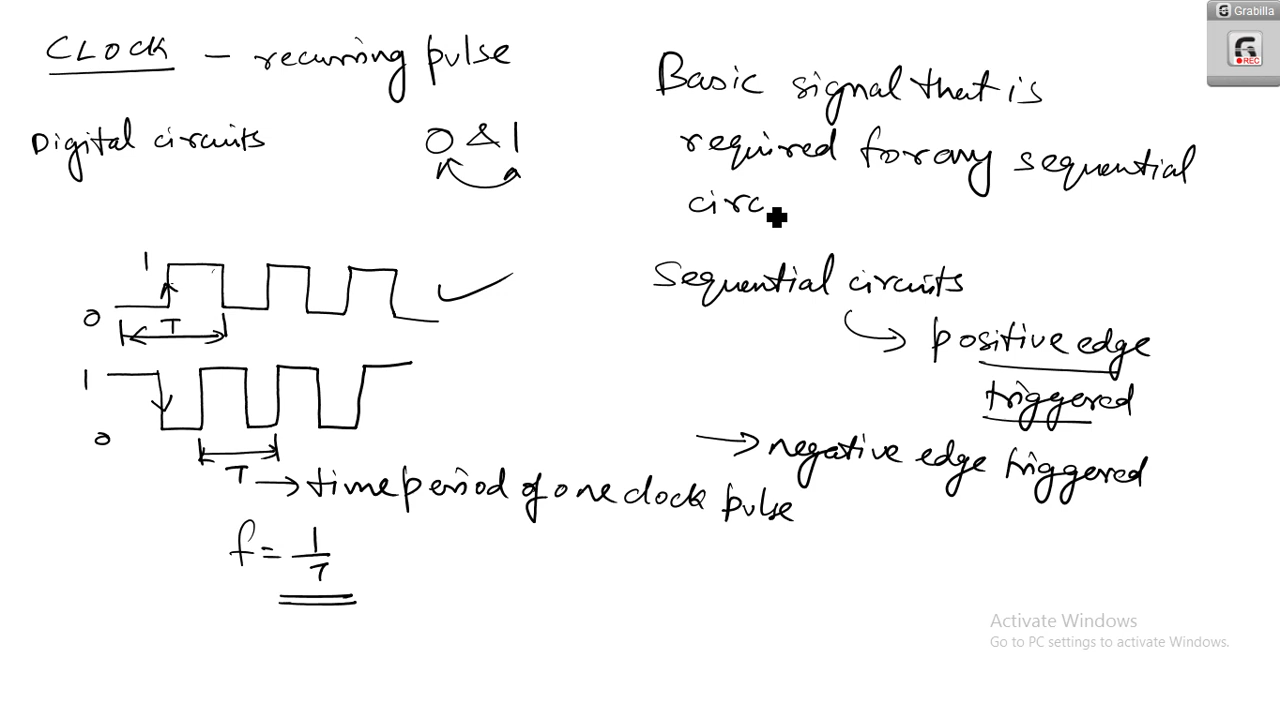 CLOCK – recurring pulse
Digital circuits 0 & 1
1
0
T
1
0
T → time period of one clock pulse
f = 1/T
Basic signal that is
required for any sequential
circ
Sequential circuits
→ positive edge
triggered
→ negative edge triggered
Grabilla
REC
Activate Windows
Go to PC settings to activate Windows.